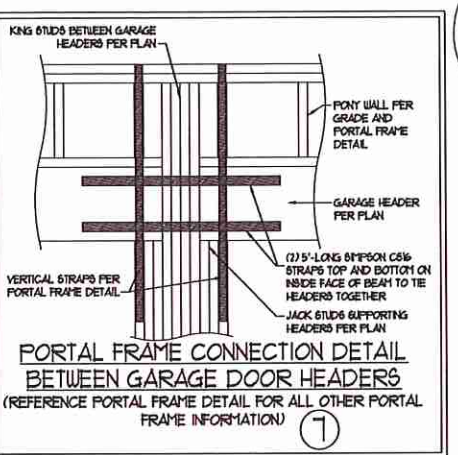 KING STUDS BETWEEN GARAGE
HEADERS PER PLAN
PONY WALL PER
GRADE AND
PORTAL FRAME
DETAIL
GARAGE HEADER
PER PLAN
(2) 5'-LONG SIMPSON CS16
STRAPS TOP AND BOTTOM ON
INSIDE FACE OF BEAM TO TIE
HEADERS TOGETHER
VERTICAL STRAPS PER
PORTAL FRAME DETAIL
JACK STUDS SUPPORTING
HEADERS PER PLAN
PORTAL FRAME CONNECTION DETAIL
BETWEEN GARAGE DOOR HEADERS
(REFERENCE PORTAL FRAME DETAIL FOR ALL OTHER PORTAL
FRAME INFORMATION)
7